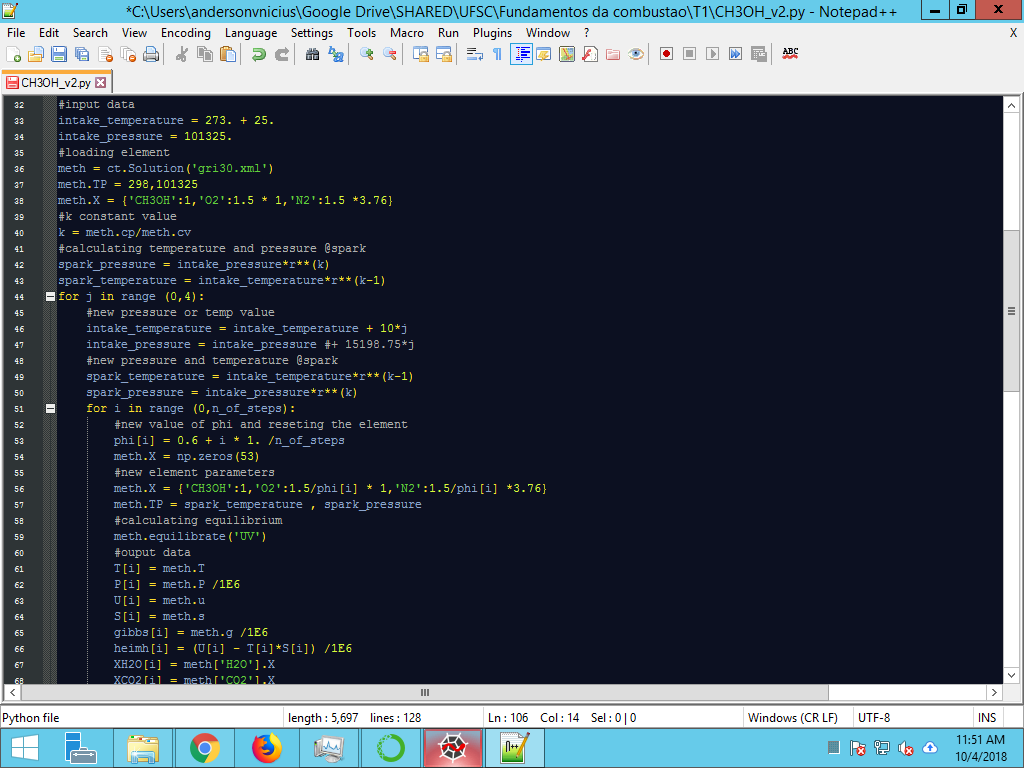 *C:\Users\andersonvnicius\Google Drive\SHARED\UFSC\Fundamentos da combustao\T1\CH3OH_v2.py - Notepad++
File Edit Search View Encoding Language Settings Tools Macro Run Plugins Window ? X
CH3OH_v2.py
32 #input data
33 intake_temperature = 273. + 25.
34 intake_pressure = 101325.
35 #loading element
36 meth = ct.Solution('gri30.xml')
37 meth.TP = 298,101325
38 meth.X = {'CH3OH':1,'O2':1.5 * 1,'N2':1.5 *3.76}
39 #k constant value
40 k = meth.cp/meth.cv
41 #calculating temperature and pressure @spark
42 spark_pressure = intake_pressure*r**(k)
43 spark_temperature = intake_temperature*r**(k-1)
44 for j in range (0,4):
45 #new pressure or temp value
46 intake_temperature = intake_temperature + 10*j
47 intake_pressure = intake_pressure #+ 15198.75*j
48 #new pressure and temperature @spark
49 spark_temperature = intake_temperature*r**(k-1)
50 spark_pressure = intake_pressure*r**(k)
51 for i in range (0,n_of_steps):
52 #new value of phi and reseting the element
53 phi[i] = 0.6 + i * 1. /n_of_steps
54 meth.X = np.zeros(53)
55 #new element parameters
56 meth.X = {'CH3OH':1,'O2':1.5/phi[i] * 1,'N2':1.5/phi[i] *3.76}
57 meth.TP = spark_temperature , spark_pressure
58 #calculating equilibrium
59 meth.equilibrate('UV')
60 #ouput data
61 T[i] = meth.T
62 P[i] = meth.P /1E6
63 U[i] = meth.u
64 S[i] = meth.s
65 gibbs[i] = meth.g /1E6
66 heimh[i] = (U[i] - T[i]*S[i]) /1E6
67 XH2O[i] = meth['H2O'].X
68 XCO2[i] = meth['CO2'].X
Python file length : 5,697 lines : 128 Ln : 106 Col : 14 Sel : 0 | 0 Windows (CR LF) UTF-8 INS
11:51 AM
10/4/2018